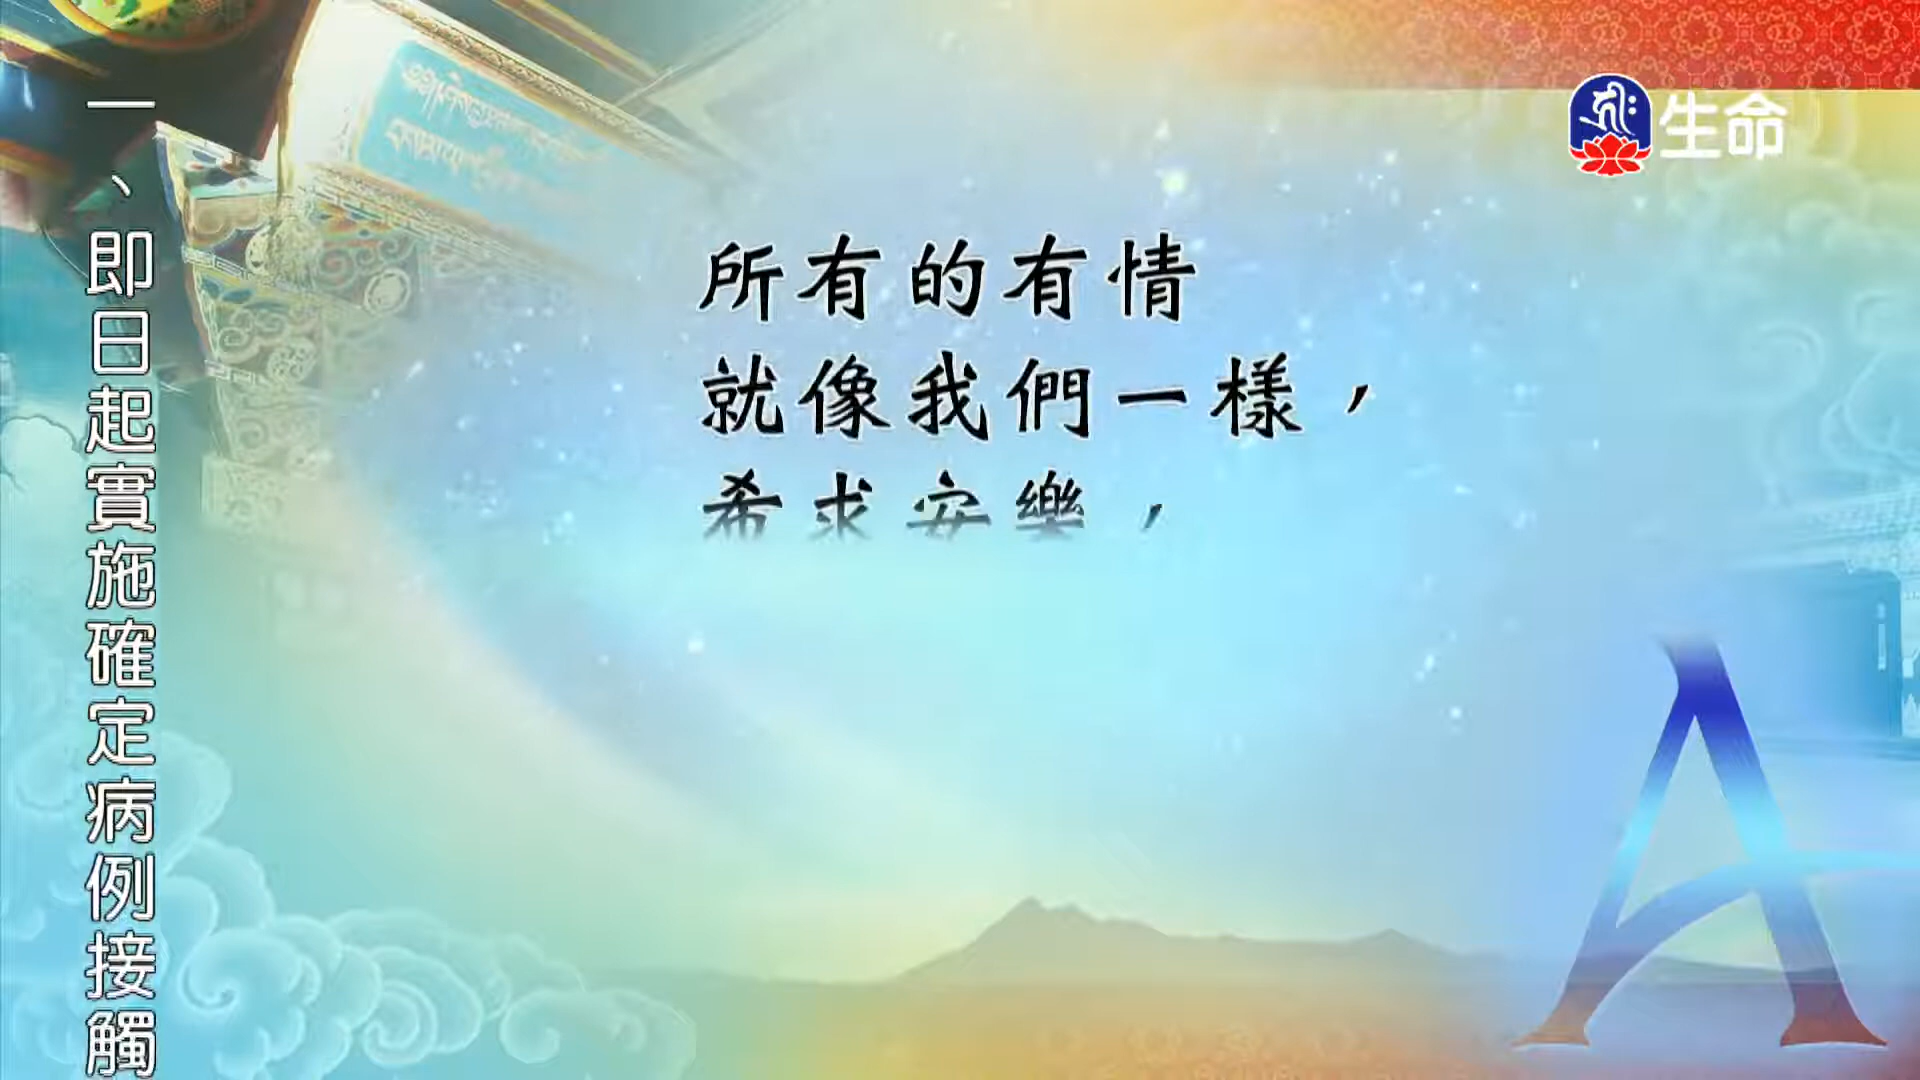 一、即日起實施確定病例接觸
生命
所有的有情
就像我們一樣，
希求安樂，
A